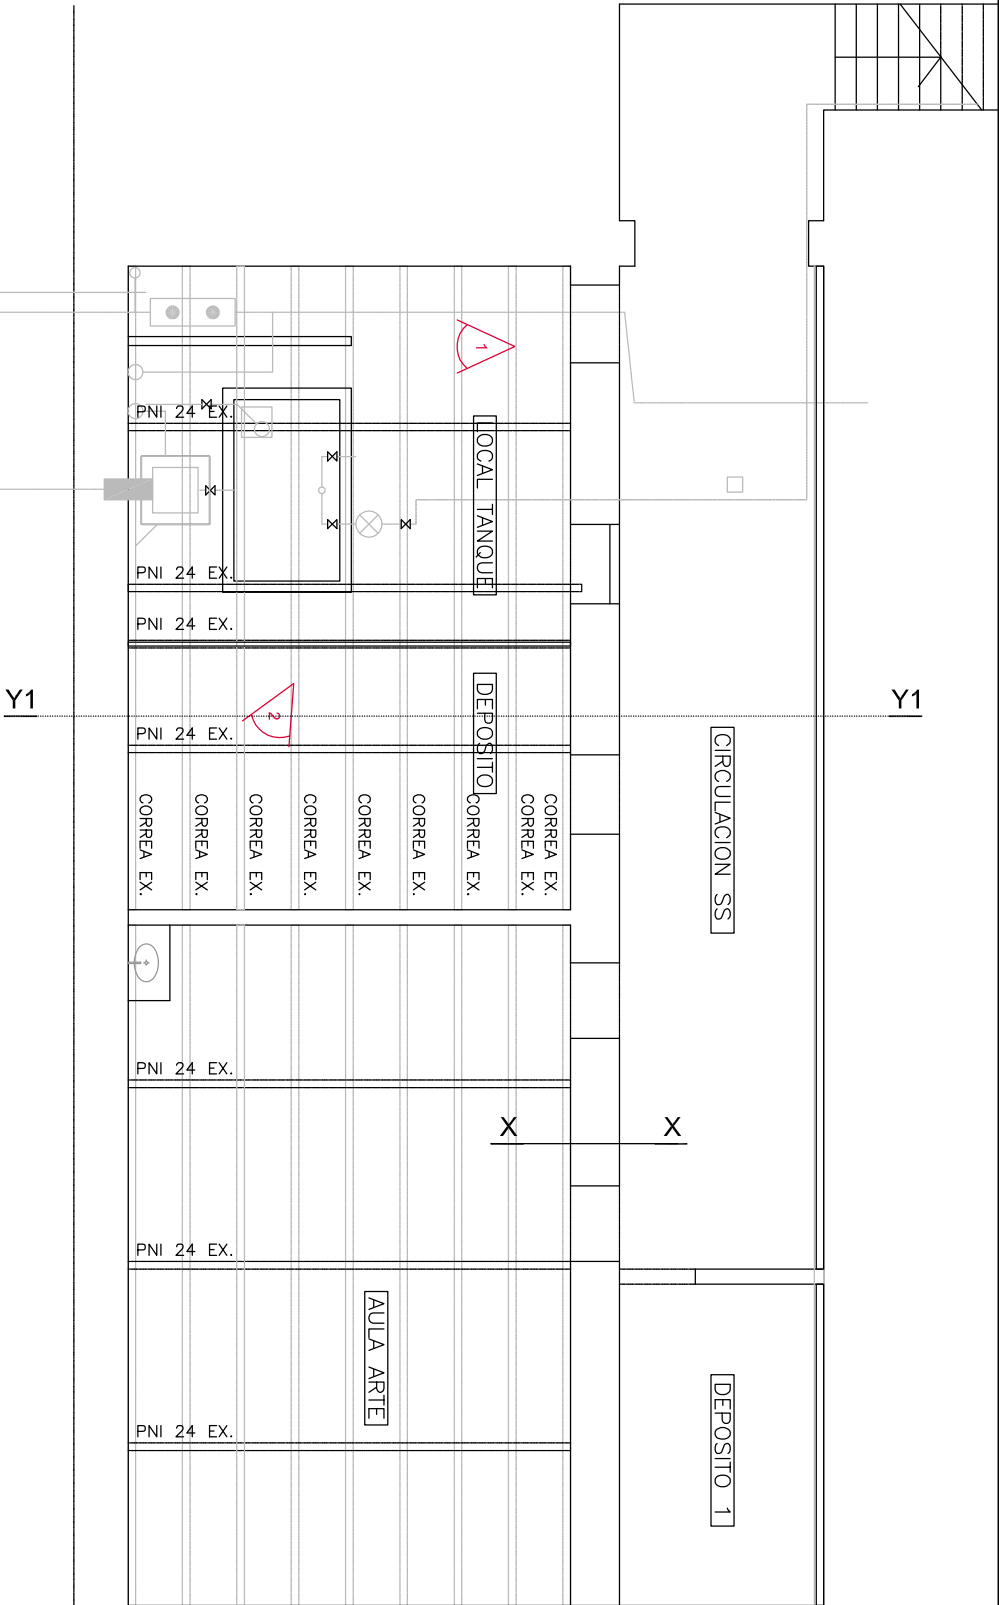 1
PNI 24 EX.
LOCAL TANQUE
PNI 24 EX.
PNI 24 EX.
Y1
Y1
2
PNI 24 EX.
DEPOSITO
CIRCULACION SS
CORREA EX.
CORREA EX.
CORREA EX.
CORREA EX.
CORREA EX.
CORREA EX.
CORREA EX.
CORREA EX.
CORREA EX.
PNI 24 EX.
X
X
PNI 24 EX.
AULA ARTE
DEPOSITO 1
PNI 24 EX.